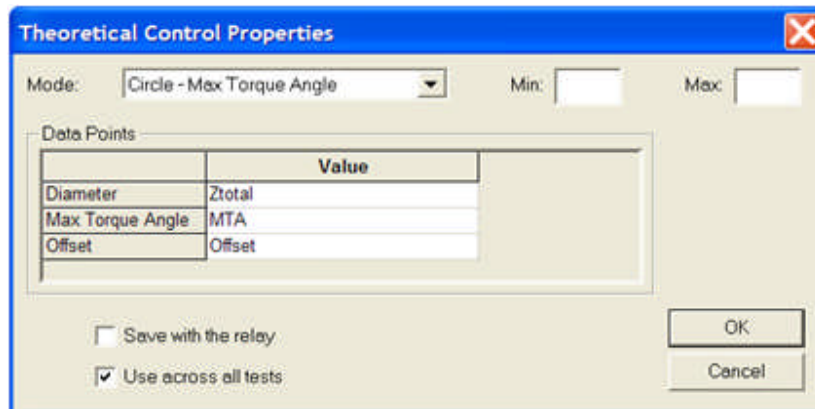 Theoretical Control Properties
Mode: Circle - Max Torque Angle Min: Max:
Data Points
Value
Diameter Ztotal
Max Torque Angle MTA
Offset Offset
Save with the relay
Use across all tests
OK
Cancel